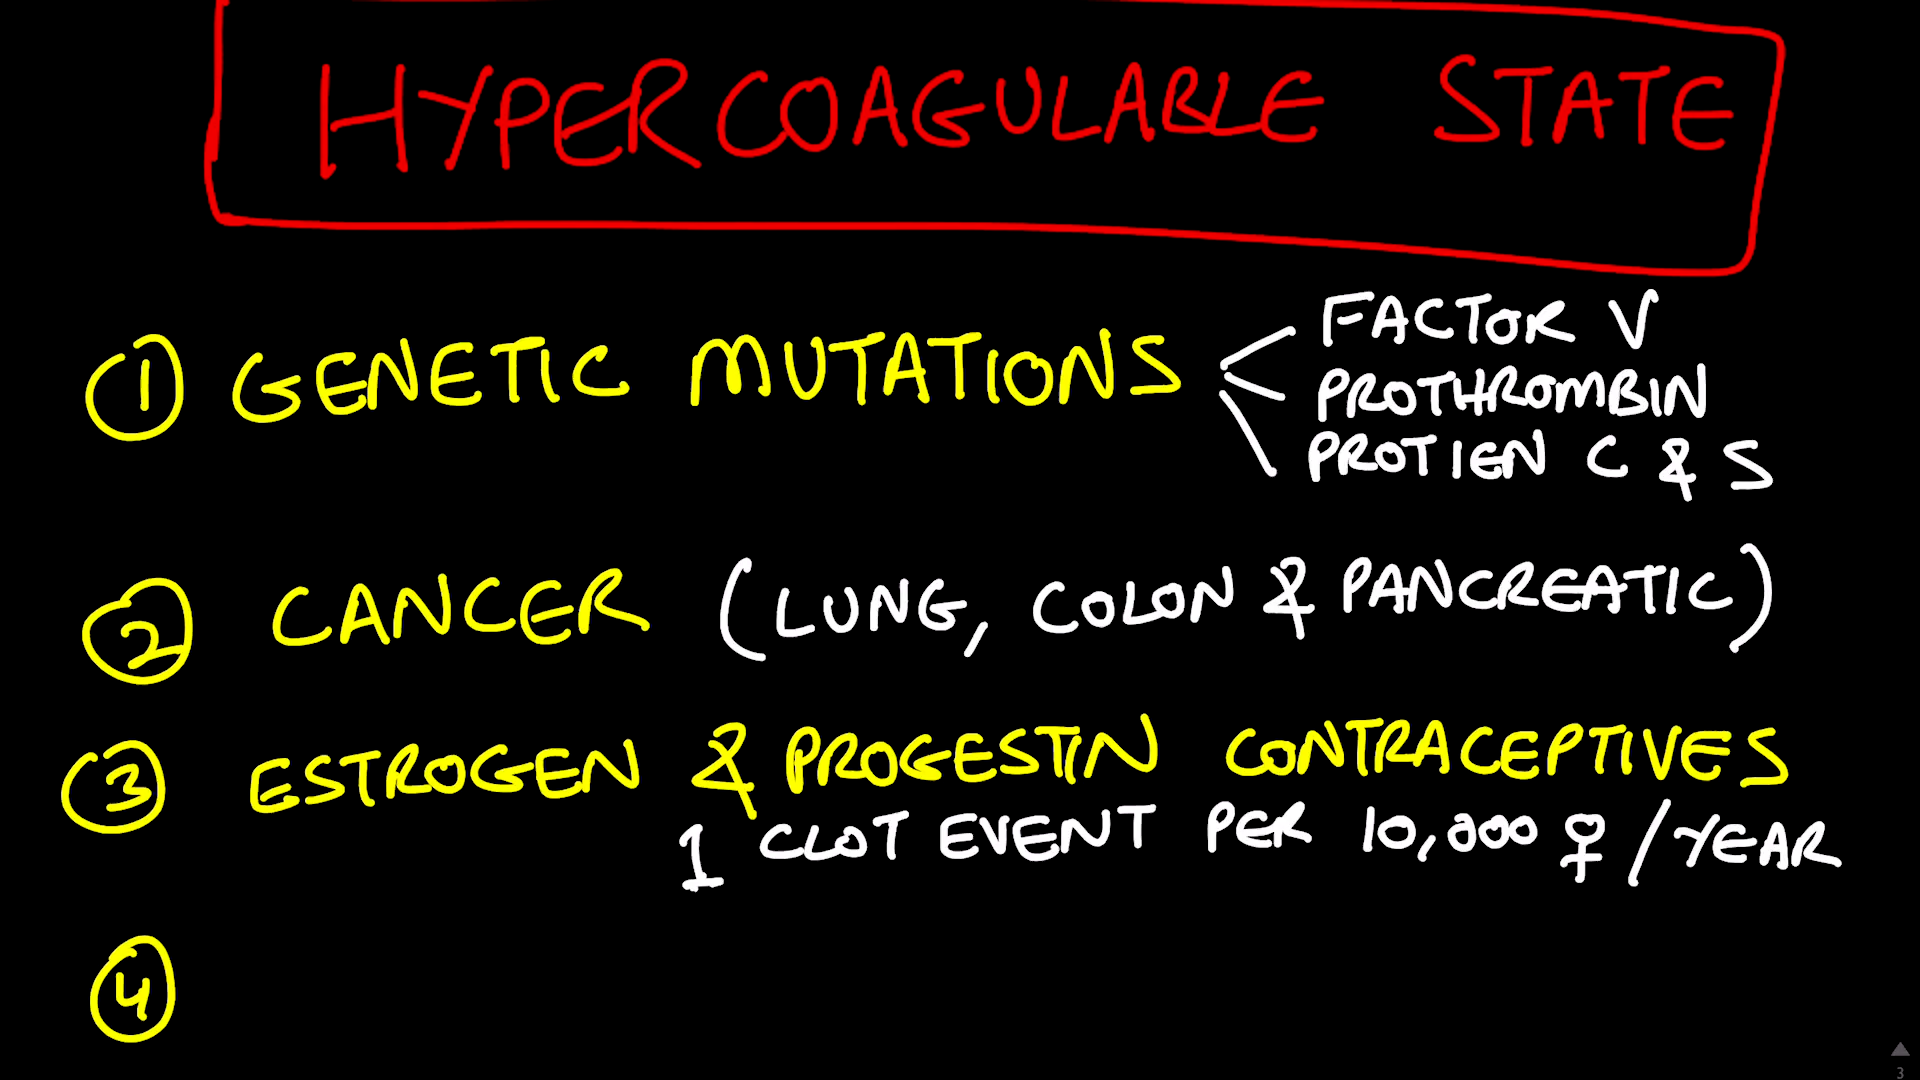 HYPERCOAGULABLE STATE
① GENETIC MUTATIONS
FACTOR V
PROTHROMBIN
PROTIEN C & S
② CANCER (LUNG, COLON & PANCREATIC)
③ ESTROGEN & PROGESTIN CONTRACEPTIVES
1 CLOT EVENT PER 10,000 ♀ / YEAR
④
3